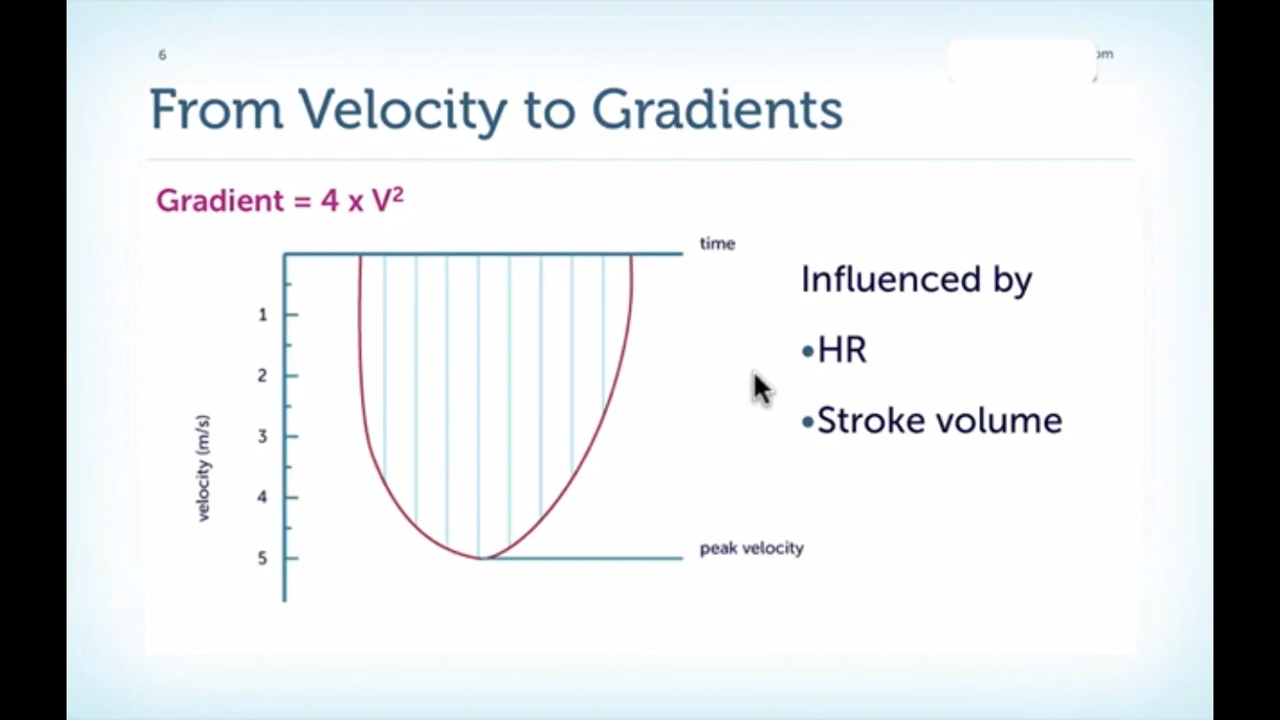 6
om
From Velocity to Gradients
Gradient = 4 x V²
time
Influenced by
1
•HR
2
•Stroke volume
3
velocity (m/s)
4
peak velocity
5